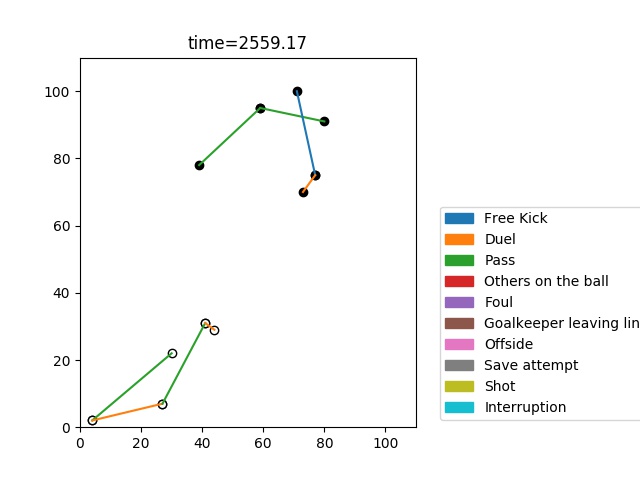 time=2559.17
100
80
60
40
20
0
0 20 40 60 80 100
Free Kick
Duel
Pass
Others on the ball
Foul
Goalkeeper leaving lin
Offside
Save attempt
Shot
Interruption